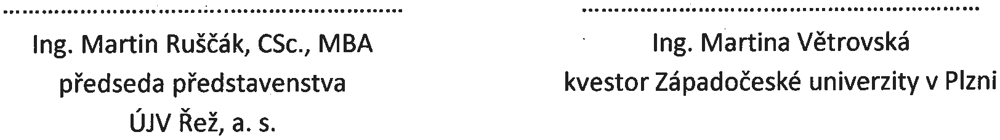 Ing. Martin Ruščák, CSc., MBA
předseda představenstva
ÚJV Řež, a. s.
Ing. Martina Větrovská
kvestor Západočeské univerzity v Plzni